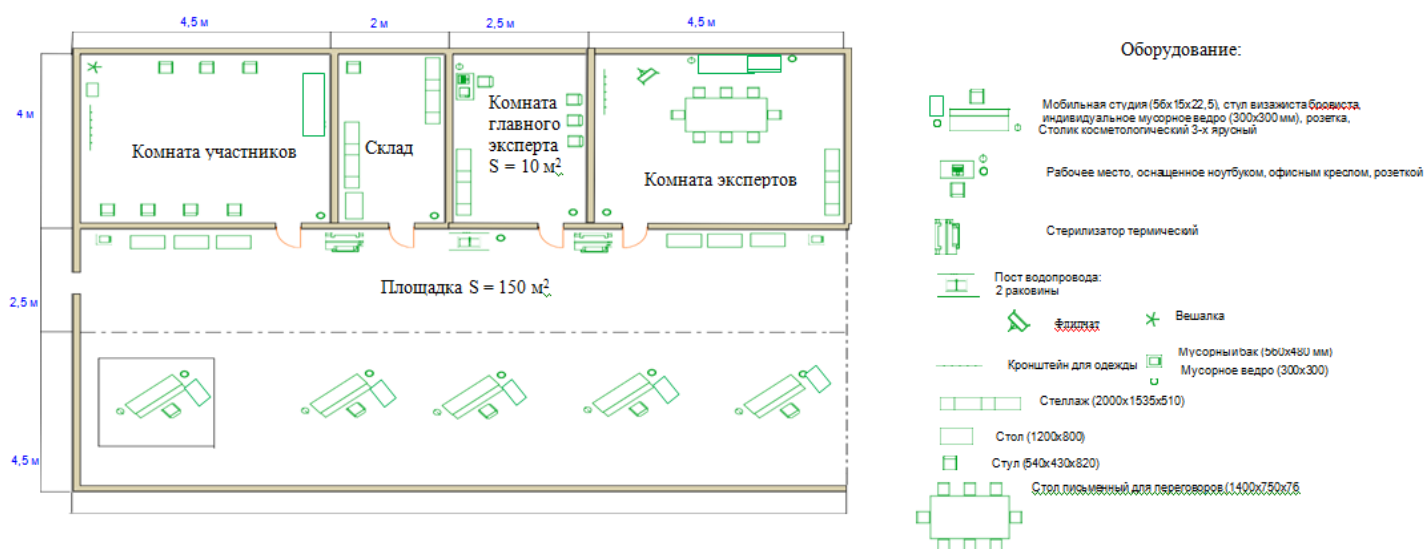 4,5 м
2 м
2,5 м
4,5 м
4 м
2,5 м
4,5 м
Комната участников
Склад
Комната
главного
эксперта
S = 10 м²
Комната экспертов
Площадка S = 150 м²
Оборудование:
Мобильная студия (56х15х22,5), стул визажиста бровиста,
индивидуальное мусорное ведро (300х300 мм), розетка,
Столик косметологический 3-х ярусный
Рабочее место, оснащенное ноутбуком, офисным креслом, розеткой
Стерилизатор термический
Пост водопровода:
2 раковины
Флипчат
Вешалка
Кронштейн для одежды
Мусорный бак (560х480 мм)
Мусорное ведро (300х300)
Стеллаж (2000х1535х510)
Стол (1200х800)
Стул (540х430х820)
Стол письменный для переговоров (1400х750х76